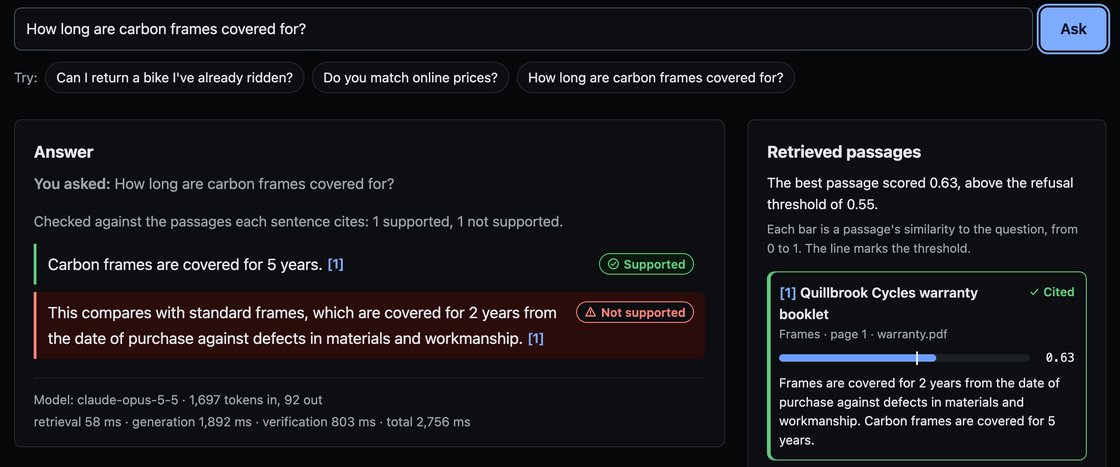 How long are carbon frames covered for?
Ask
Try:
Can I return a bike I've already ridden?
Do you match online prices?
How long are carbon frames covered for?
Answer
You asked: How long are carbon frames covered for?
Checked against the passages each sentence cites: 1 supported, 1 not supported.
Carbon frames are covered for 5 years. [1]
Supported
This compares with standard frames, which are covered for 2 years from
the date of purchase against defects in materials and workmanship. [1]
Not supported
Model: claude-opus-5-5 · 1,697 tokens in, 92 out
retrieval 58 ms · generation 1,892 ms · verification 803 ms · total 2,756 ms
Retrieved passages
The best passage scored 0.63, above the refusal
threshold of 0.55.
Each bar is a passage's similarity to the question, from
0 to 1. The line marks the threshold.
[1] Quillbrook Cycles warranty
booklet
Cited
Frames · page 1 · warranty.pdf
0.63
Frames are covered for 2 years from the date of
purchase against defects in materials and
workmanship. Carbon frames are covered for 5
years.